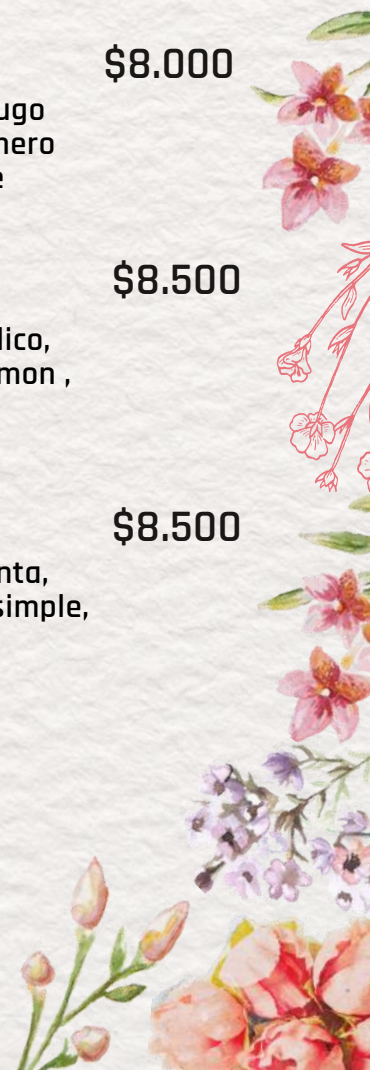 $8.000
ugo
nero
e
$8.500
lico,
mon ,
$8.500
nta,
simple,